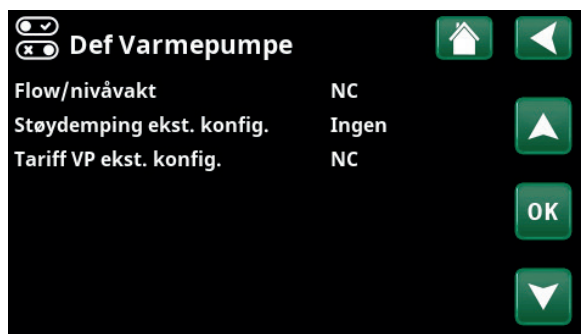 Def Varmepumpe
Flow/nivåvakt NC
Støydemping ekst. konfig. Ingen
Tariff VP ekst. konfig. NC
OK